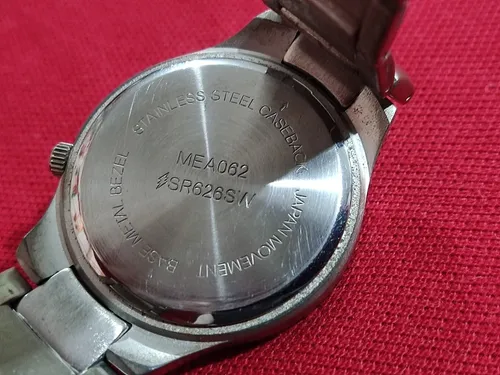 STAINLESS STEEL CASEBACK
JAPAN MOVEMENT
BASE METAL BEZEL
MEA062
SR626SW